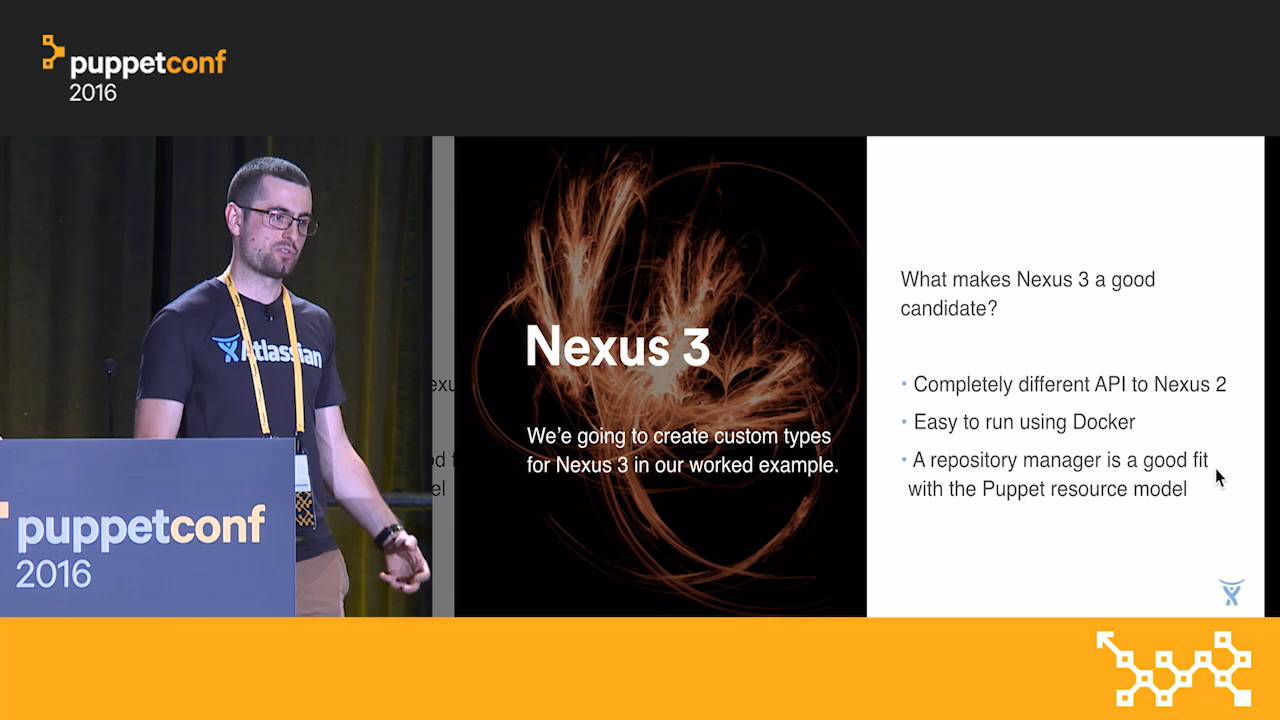 puppetconf
2016
Atlassian
puppetconf
2016
Nexus 3
We'e going to create custom types
for Nexus 3 in our worked example.
What makes Nexus 3 a good
candidate?
• Completely different API to Nexus 2
• Easy to run using Docker
• A repository manager is a good fit
with the Puppet resource model